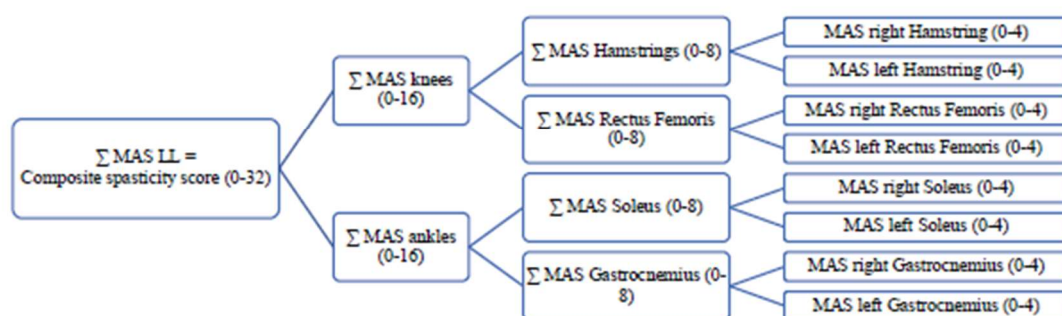 ∑ MAS LL =
Composite spasticity score (0-32)
∑ MAS knees
(0-16)
∑ MAS ankles
(0-16)
∑ MAS Hamstrings (0-8)
∑ MAS Rectus Femoris
(0-8)
∑ MAS Soleus (0-8)
∑ MAS Gastrocnemius (0-
8)
MAS right Hamstring (0-4)
MAS left Hamstring (0-4)
MAS right Rectus Femoris (0-4)
MAS left Rectus Femoris (0-4)
MAS right Soleus (0-4)
MAS left Soleus (0-4)
MAS right Gastrocnemius (0-4)
MAS left Gastrocnemius (0-4)